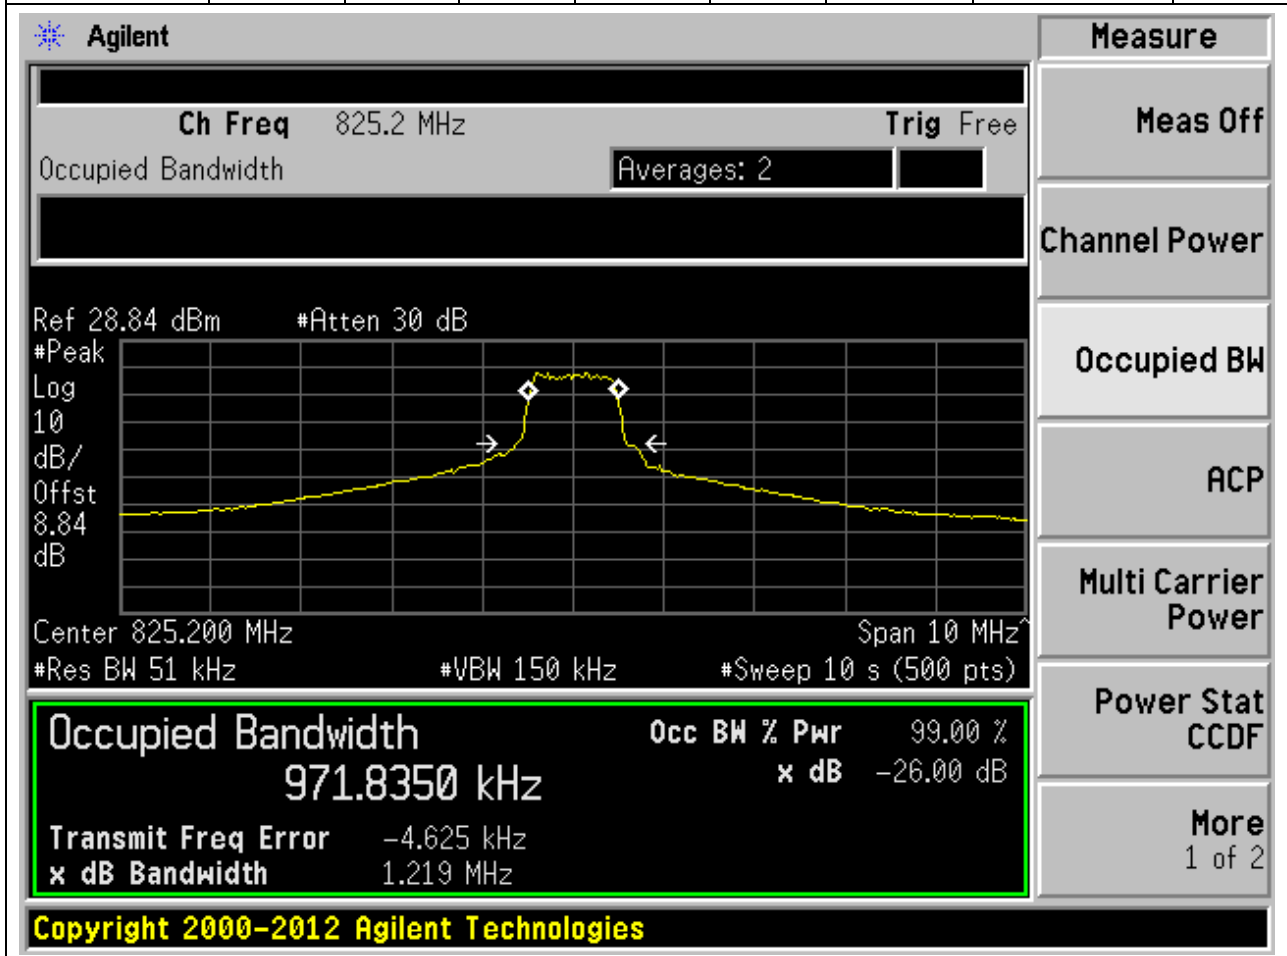 Agilent
Measure
Ch Freq 825.2 MHz Trig Free
Meas Off
Occupied Bandwidth Averages: 2
Channel Power
Ref 28.84 dBm #Atten 30 dB
#Peak
Log
10
dB/
Offst
8.84
dB
Occupied BW
ACP
Center 825.200 MHz Span 10 MHz^
#Res BW 51 kHz #VBW 150 kHz #Sweep 10 s (500 pts)
Multi Carrier
Power
Occupied Bandwidth Occ BW % Pwr 99.00 %
971.8350 kHz x dB -26.00 dB
Power Stat
CCDF
Transmit Freq Error -4.625 kHz
x dB Bandwidth 1.219 MHz
More
1 of 2
Copyright 2000-2012 Agilent Technologies